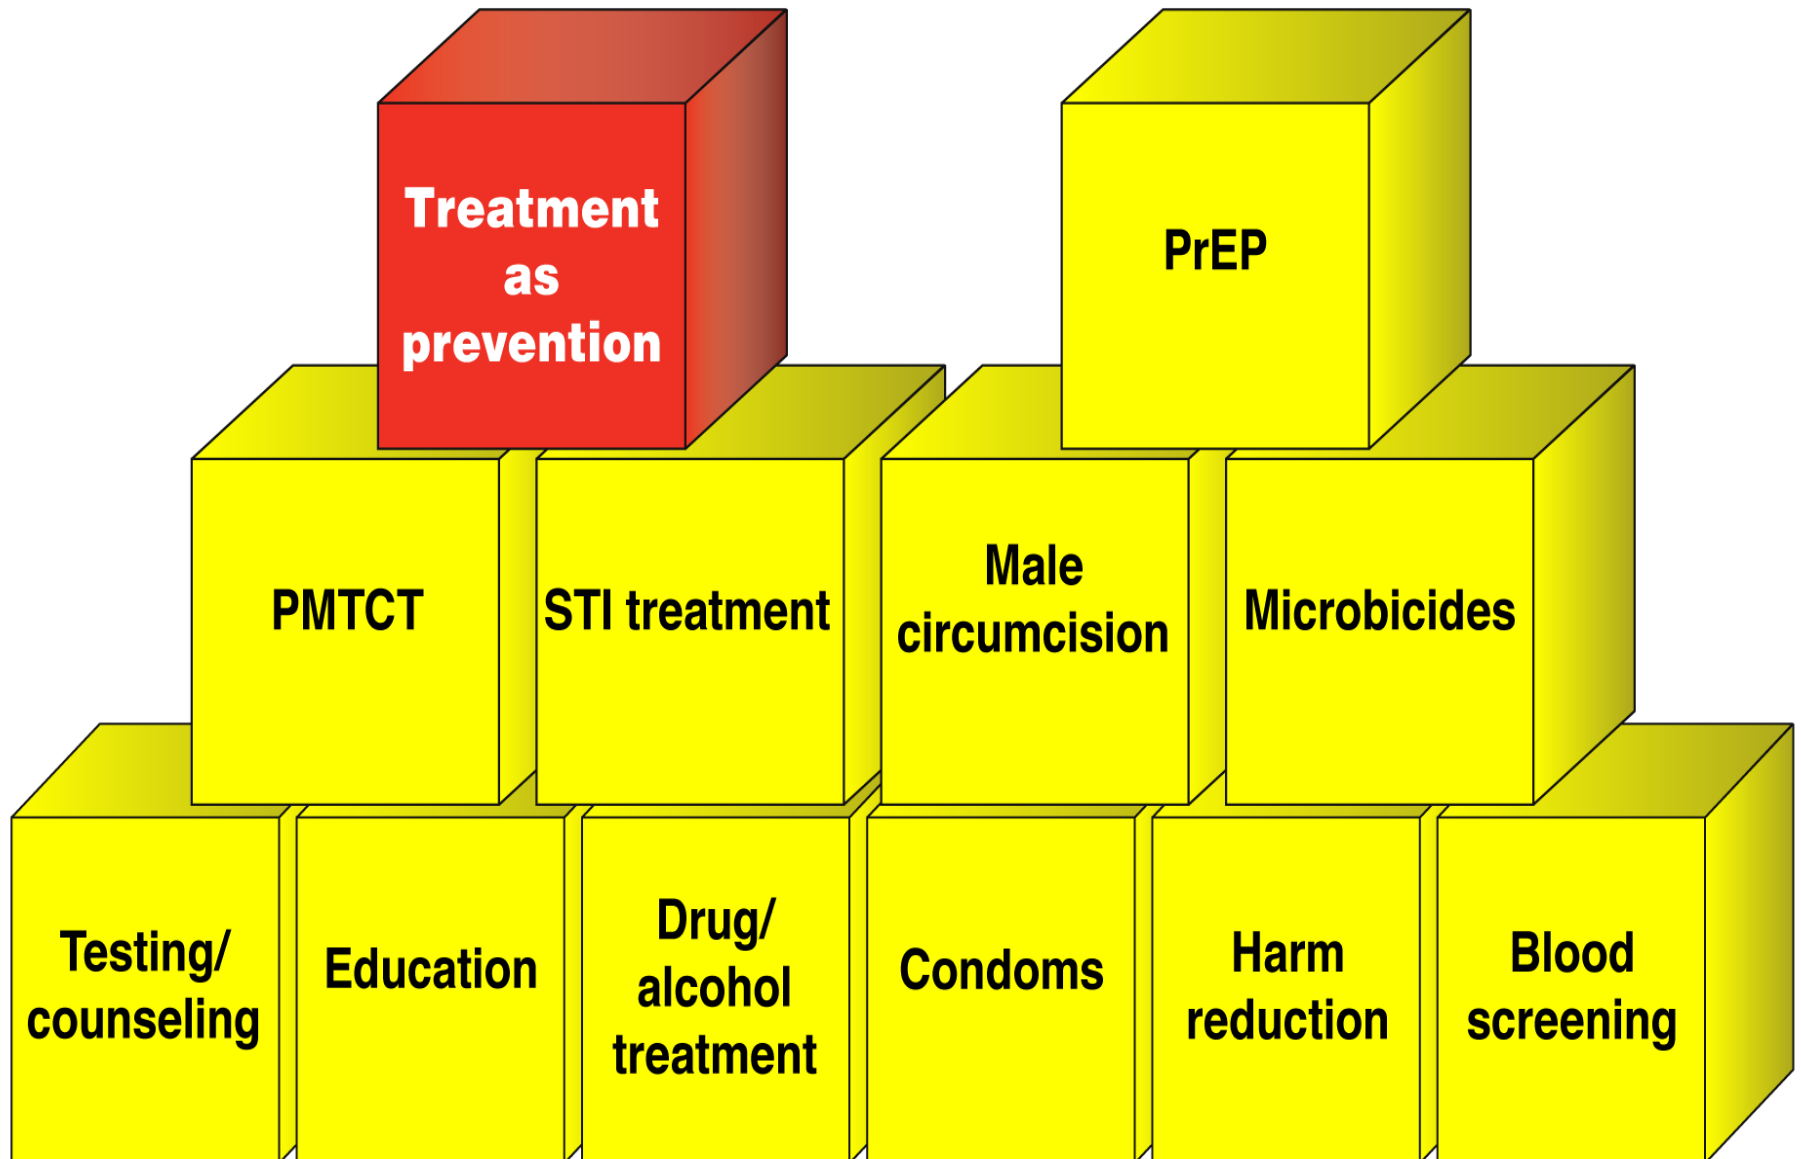 Treatment
as
prevention
PrEP
PMTCT
STI treatment
Male
circumcision
Microbicides
Testing/
counseling
Education
Drug/
alcohol
treatment
Condoms
Harm
reduction
Blood
screening